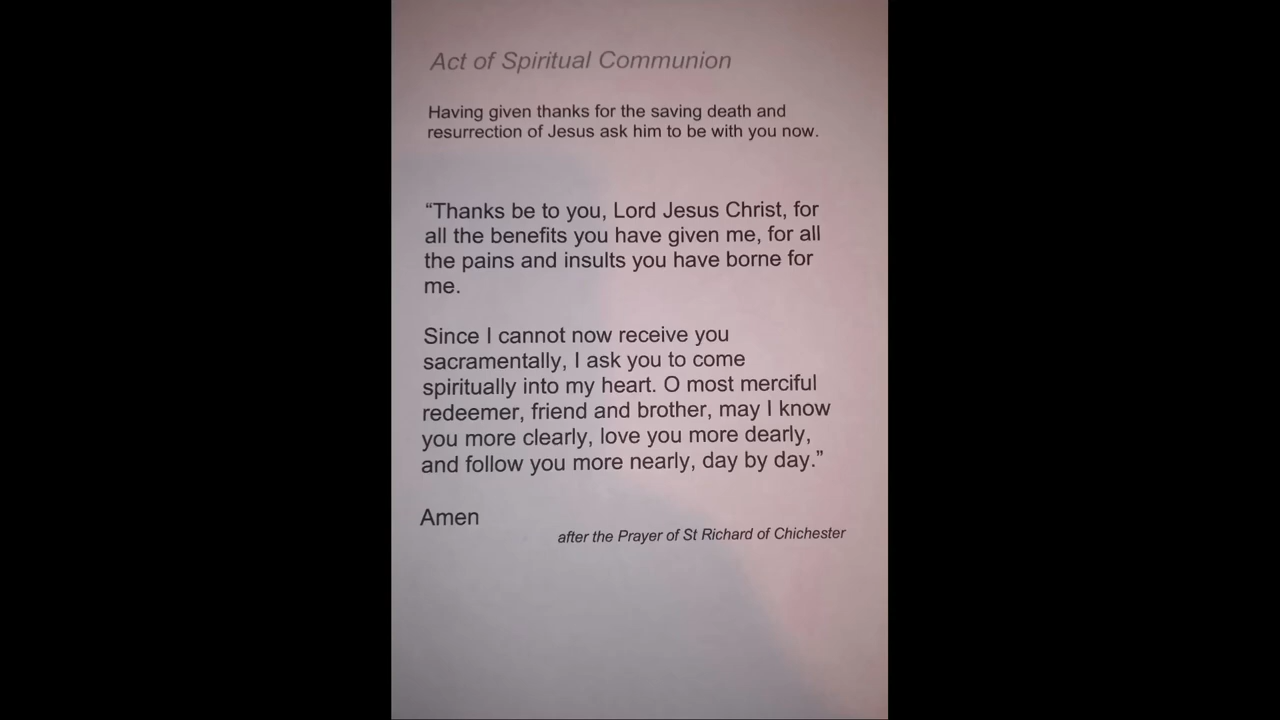 Act of Spiritual Communion
Having given thanks for the saving death and
resurrection of Jesus ask him to be with you now.
“Thanks be to you, Lord Jesus Christ, for
all the benefits you have given me, for all
the pains and insults you have borne for
me.
Since I cannot now receive you
sacramentally, I ask you to come
spiritually into my heart. O most merciful
redeemer, friend and brother, may I know
you more clearly, love you more dearly,
and follow you more nearly, day by day.”
Amen
after the Prayer of St Richard of Chichester